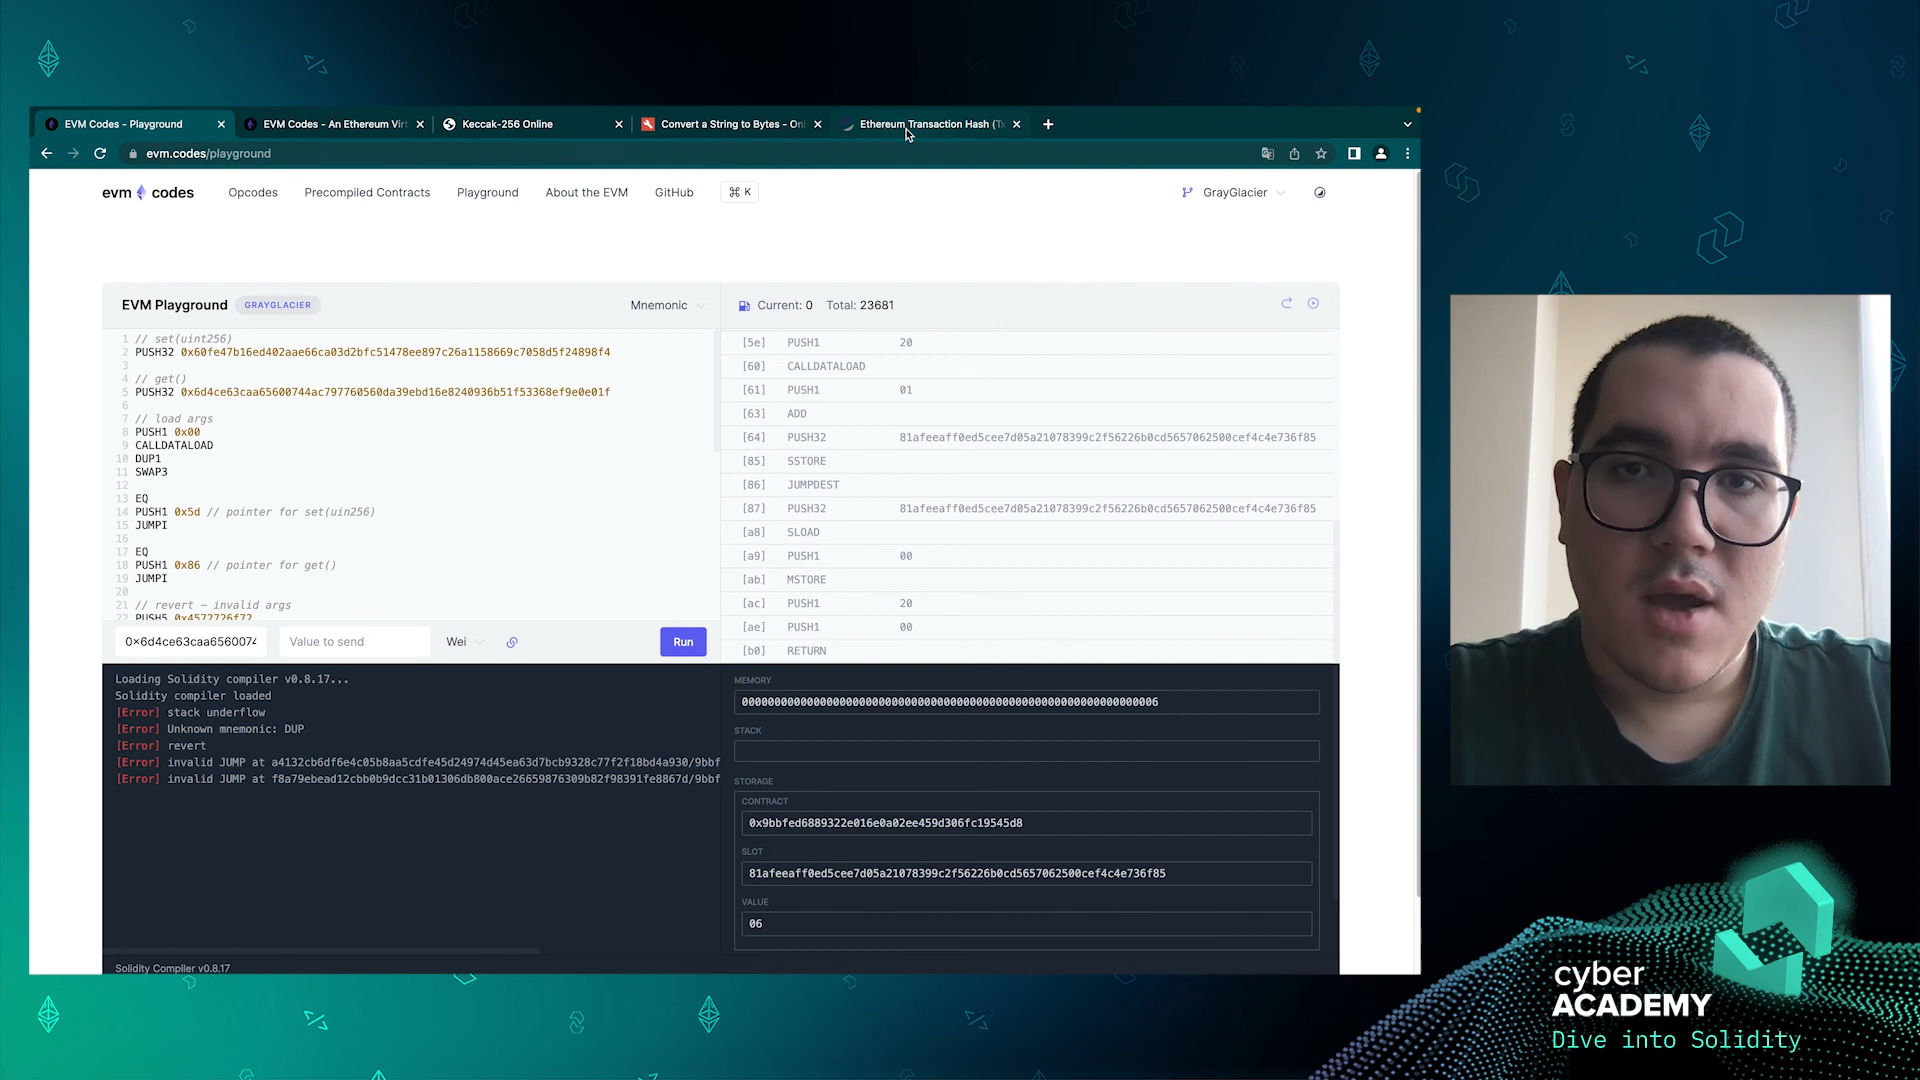 EVM Codes - Playground
EVM Codes - An Ethereum Virt
Keccak-256 Online
Convert a String to Bytes - Onl
Ethereum Transaction Hash (Tx
evm.codes/playground
evm codes
Opcodes
Precompiled Contracts
Playground
About the EVM
GitHub
⌘ K
GrayGlacier
EVM Playground GRAYGLACIER
Mnemonic
Current: 0 Total: 23681
1 // set(uint256)
2 PUSH32 0x60fe47b16ed402aae66ca03d2bfc51478ee897c26a1158669c7058d5f24898f4
3
4 // get()
5 PUSH32 0x6d4ce63caa65600744ac797760560da39ebd16e8240936b51f53368ef9e0e01f
6
7 // load args
8 PUSH1 0x00
9 CALLDATALOAD
10 DUP1
11 SWAP3
12
13 EQ
14 PUSH1 0x5d // pointer for set(uin256)
15 JUMPI
16
17 EQ
18 PUSH1 0x86 // pointer for get()
19 JUMPI
20
21 // revert – invalid args
22 PUSH5 0x4572726f72
[5e] PUSH1 20
[60] CALLDATALOAD
[61] PUSH1 01
[63] ADD
[64] PUSH32 81afeeaff0ed5cee7d05a21078399c2f56226b0cd5657062500cef4c4e736f85
[85] SSTORE
[86] JUMPDEST
[87] PUSH32 81afeeaff0ed5cee7d05a21078399c2f56226b0cd5657062500cef4c4e736f85
[a8] SLOAD
[a9] PUSH1 00
[ab] MSTORE
[ac] PUSH1 20
[ae] PUSH1 00
[b0] RETURN
0x6d4ce63caa6560074
Value to send
Wei
Run
Loading Solidity compiler v0.8.17...
Solidity compiler loaded
[Error] stack underflow
[Error] Unknown mnemonic: DUP
[Error] revert
[Error] invalid JUMP at a4132cb6df6e4c05b8aa5cdfe45d24974d45ea63d7bcb9328c77f2f18bd4a930/9bbf
[Error] invalid JUMP at f8a79ebead12cbb0b9dcc31b01306db800ace26659876309b82f98391fe8867d/9bbf
Solidity Compiler v0.8.17
MEMORY
0000000000000000000000000000000000000000000000000000000000000006
STACK
STORAGE
CONTRACT
0x9bbfed6889322e016e0a02ee459d306fc19545d8
SLOT
81afeeaff0ed5cee7d05a21078399c2f56226b0cd5657062500cef4c4e736f85
VALUE
06
cyber
ACADEMY
Dive into Solidity